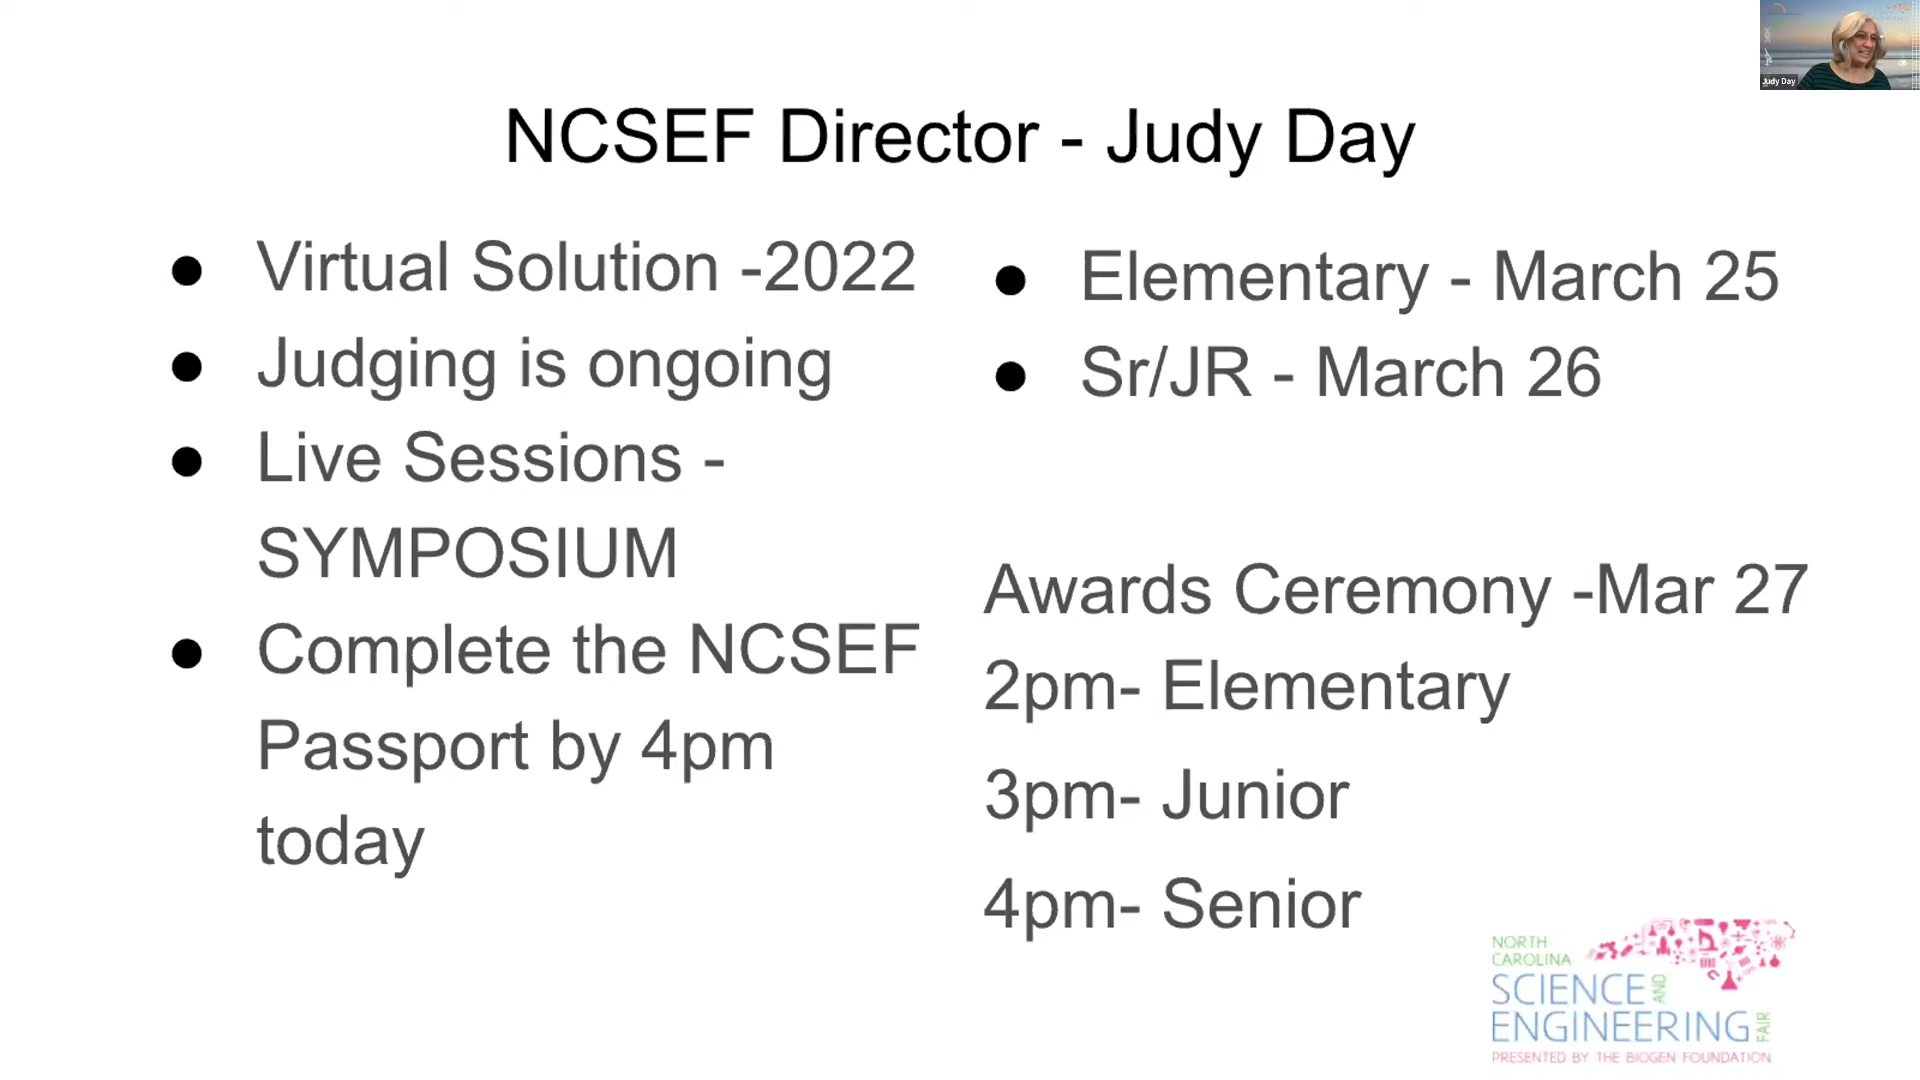 Judy Day
NCSEF Director - Judy Day
Virtual Solution -2022
Judging is ongoing
Live Sessions -
SYMPOSIUM
Complete the NCSEF
Passport by 4pm
today
Elementary - March 25
Sr/JR - March 26
Awards Ceremony -Mar 27
2pm- Elementary
3pm- Junior
4pm- Senior
NORTH
CAROLINA
SCIENCE AND
ENGINEERING FAIR
PRESENTED BY THE BIOGEN FOUNDATION